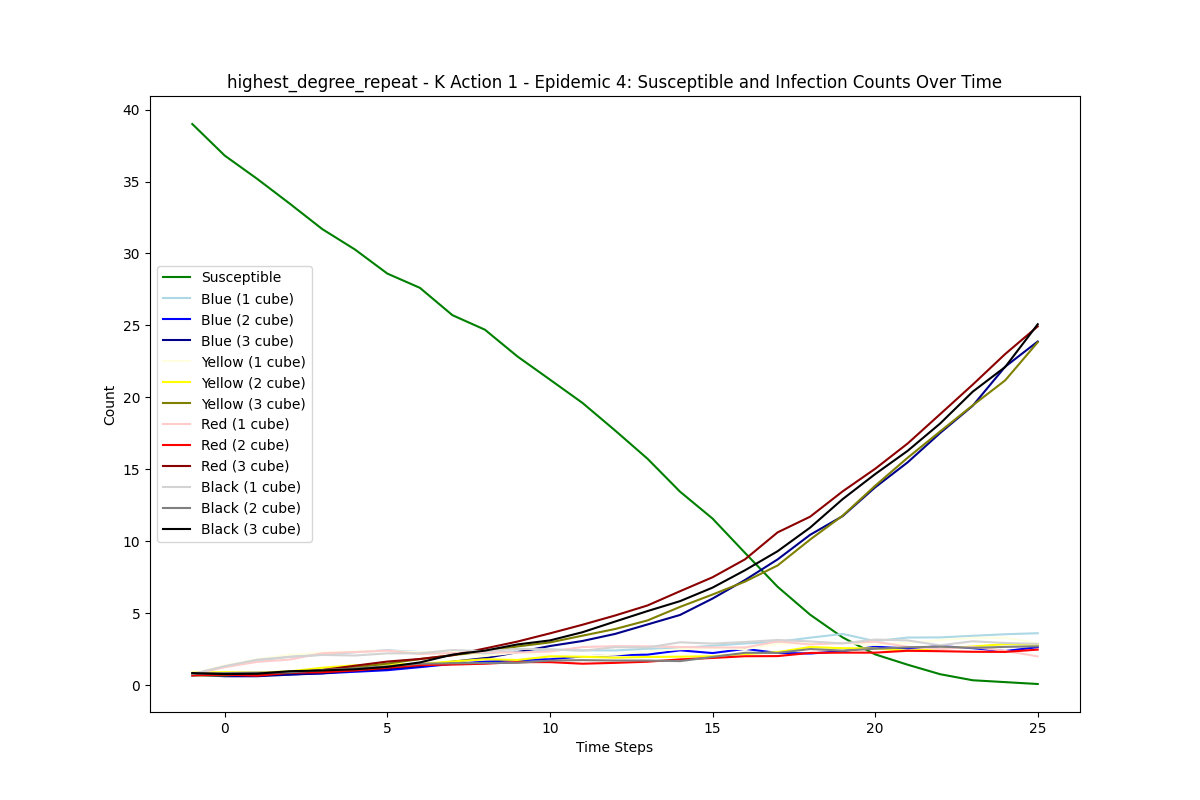 highest_degree_repeat - K Action 1 - Epidemic 4: Susceptible and Infection Counts Over Time
40
35
30
25
20
15
10
5
0
Count
Susceptible
Blue (1 cube)
Blue (2 cube)
Blue (3 cube)
Yellow (1 cube)
Yellow (2 cube)
Yellow (3 cube)
Red (1 cube)
Red (2 cube)
Red (3 cube)
Black (1 cube)
Black (2 cube)
Black (3 cube)
0 5 10 15 20 25
Time Steps